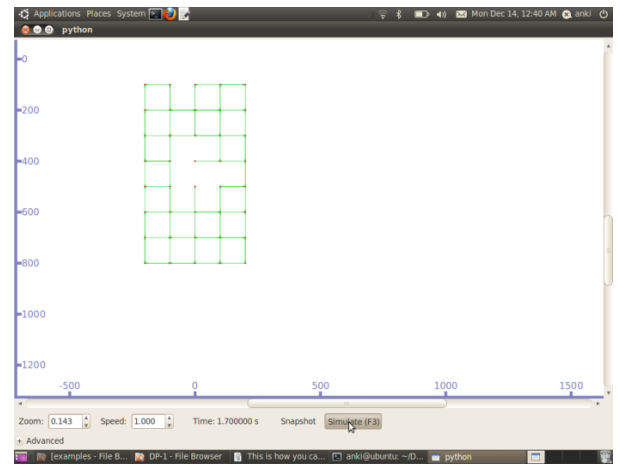 Applications Places System Mon Dec 14, 12:40 AM anki
python
0
200
400
600
800
1000
1200
-500 0 500 1000 1500
Zoom: 0.143 Speed: 1.000 Time: 1.700000 s Snapshot Simulate (F3)
Advanced
[examples - File B... DP-1 - File Browser This is how you ca... anki@ubuntu: ~/D... python